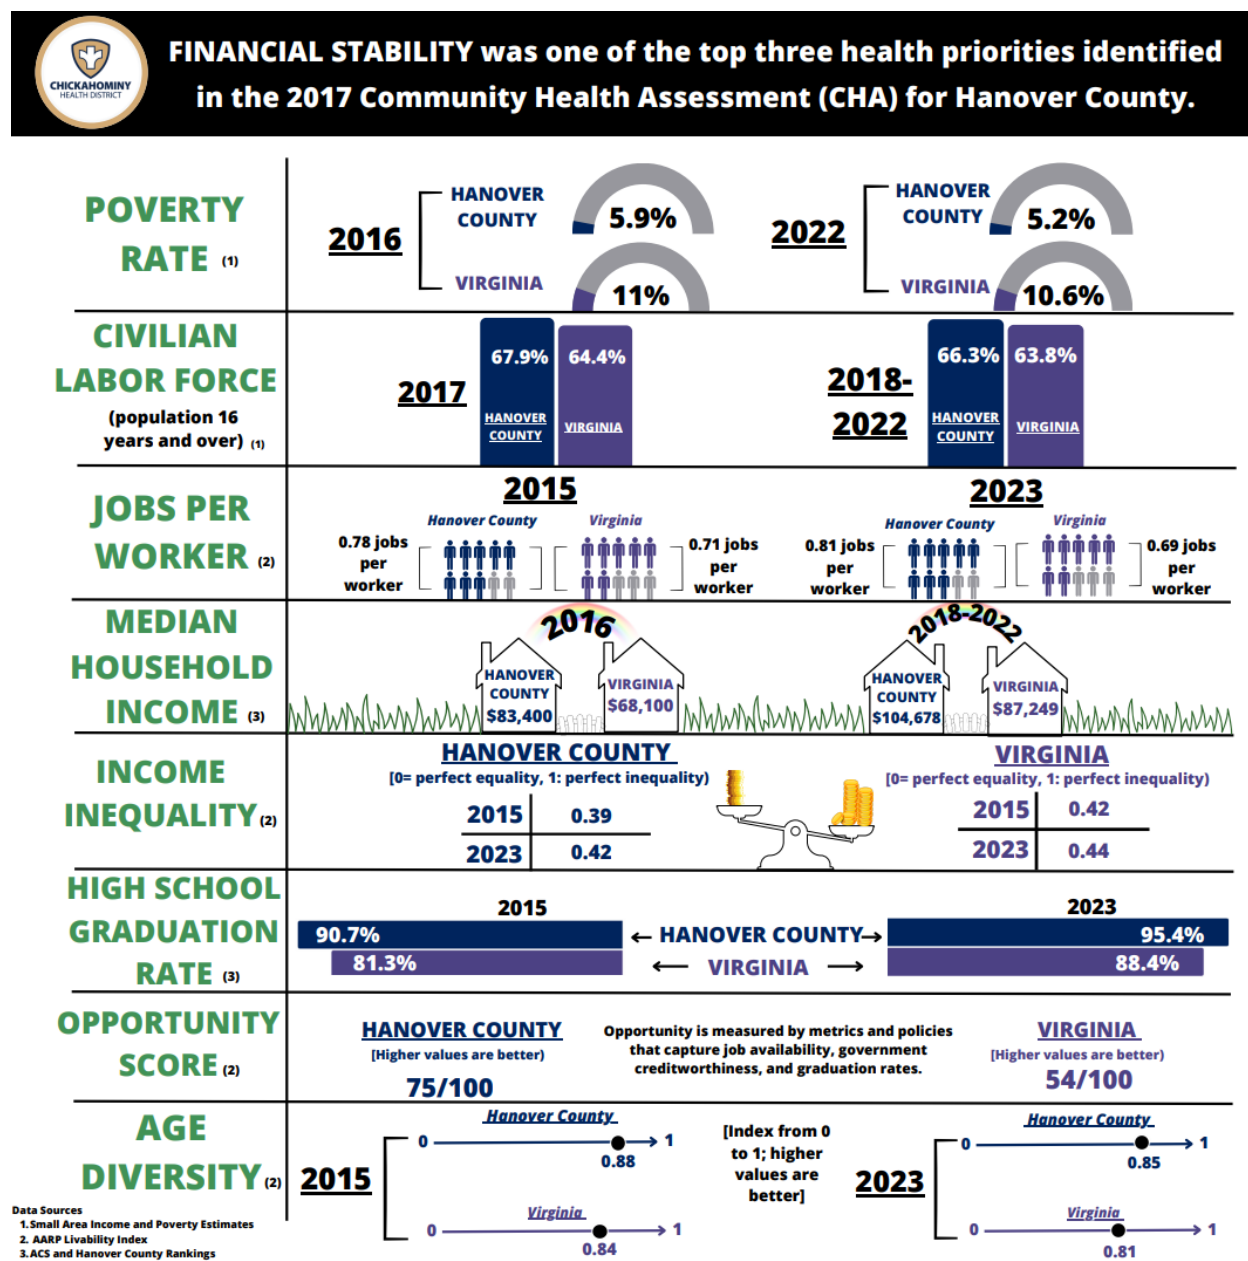 CHICKAHOMINY
HEALTH DISTRICT
FINANCIAL STABILITY was one of the top three health priorities identified
in the 2017 Community Health Assessment (CHA) for Hanover County.
POVERTY
RATE (1)
2016
HANOVER
COUNTY
5.9%
VIRGINIA
11%
2022
HANOVER
COUNTY
5.2%
VIRGINIA
10.6%
CIVILIAN
LABOR FORCE
(population 16
years and over) (1)
2017
67.9%
HANOVER
COUNTY
64.4%
VIRGINIA
2018-
2022
66.3%
HANOVER
COUNTY
63.8%
VIRGINIA
JOBS PER
WORKER (2)
2015
Hanover County
0.78 jobs
per
worker
Virginia
0.71 jobs
per
worker
2023
Hanover County
0.81 jobs
per
worker
Virginia
0.69 jobs
per
worker
MEDIAN
HOUSEHOLD
INCOME (3)
2016
HANOVER
COUNTY
$83,400
VIRGINIA
$68,100
2018-2022
HANOVER
COUNTY
$104,678
VIRGINIA
$87,249
INCOME
INEQUALITY (2)
HANOVER COUNTY
[0= perfect equality, 1: perfect inequality)
2015 0.39
2023 0.42
VIRGINIA
[0= perfect equality, 1: perfect inequality)
2015 0.42
2023 0.44
HIGH SCHOOL
GRADUATION
RATE (3)
2015
90.7%
81.3%
HANOVER COUNTY
VIRGINIA
2023
95.4%
88.4%
OPPORTUNITY
SCORE (2)
HANOVER COUNTY
[Higher values are better)
75/100
Opportunity is measured by metrics and policies
that capture job availability, government
creditworthiness, and graduation rates.
VIRGINIA
[Higher values are better)
54/100
AGE
DIVERSITY (2)
2015
Hanover County
0 1
0.88
Virginia
0 1
0.84
[Index from 0
to 1; higher
values are
better]
2023
Hanover County
0 1
0.85
Virginia
0 1
0.81
Data Sources
1. Small Area Income and Poverty Estimates
2. AARP Livability Index
3. ACS and Hanover County Rankings